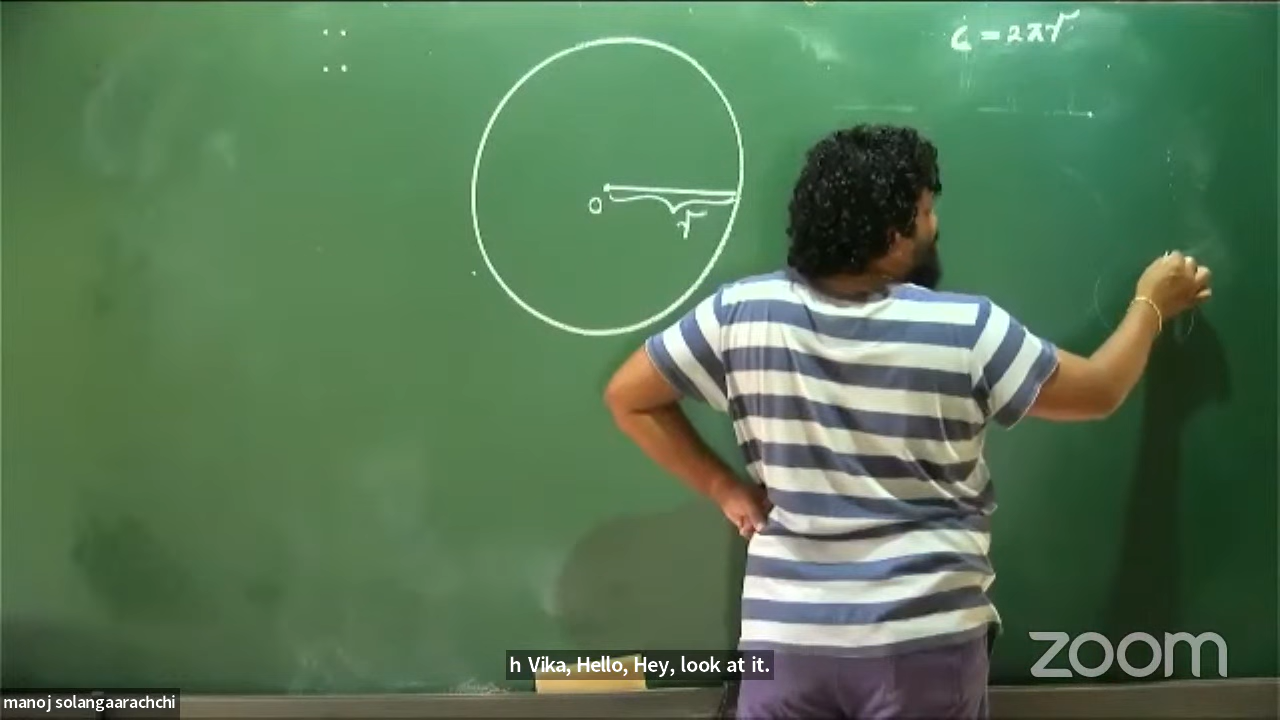 C = 2πr
O
r
h Vika, Hello, Hey, look at it.
zoom
manoj solangaarachchi